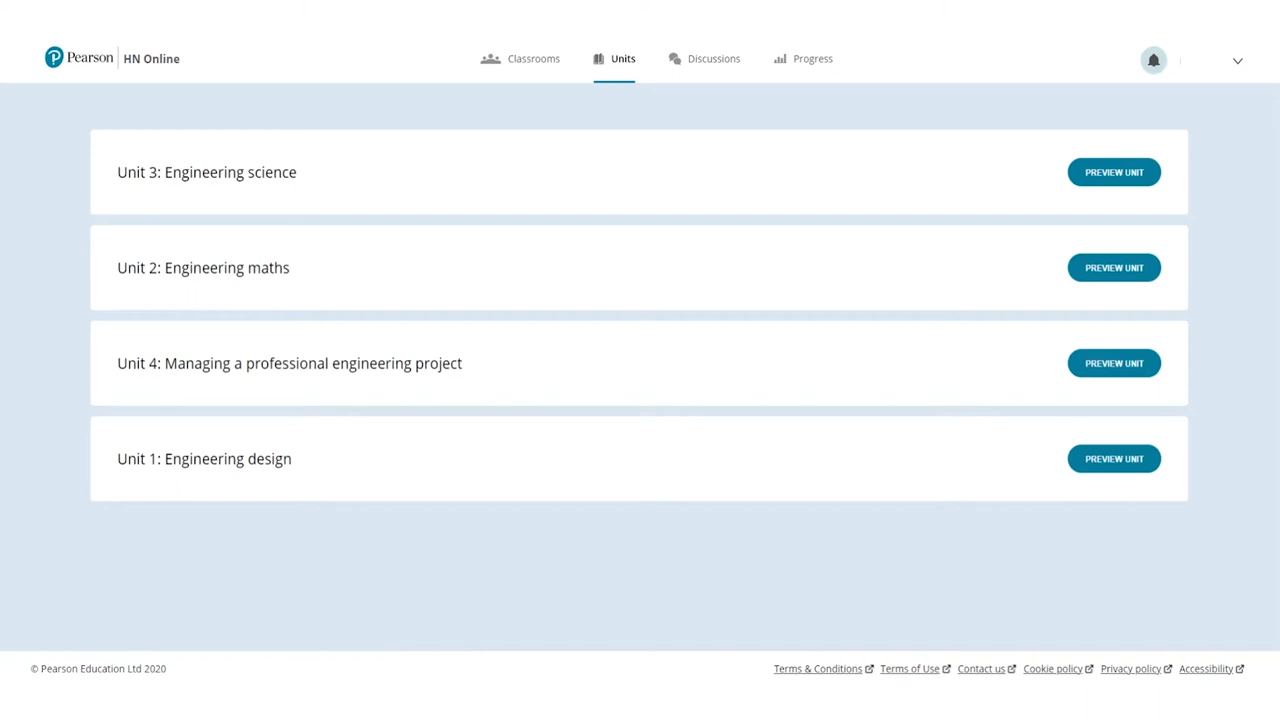 Pearson | HN Online
Classrooms
Units
Discussions
Progress
Unit 3: Engineering science
PREVIEW UNIT
Unit 2: Engineering maths
PREVIEW UNIT
Unit 4: Managing a professional engineering project
PREVIEW UNIT
Unit 1: Engineering design
PREVIEW UNIT
© Pearson Education Ltd 2020
Terms & Conditions
Terms of Use
Contact us
Cookie policy
Privacy policy
Accessibility